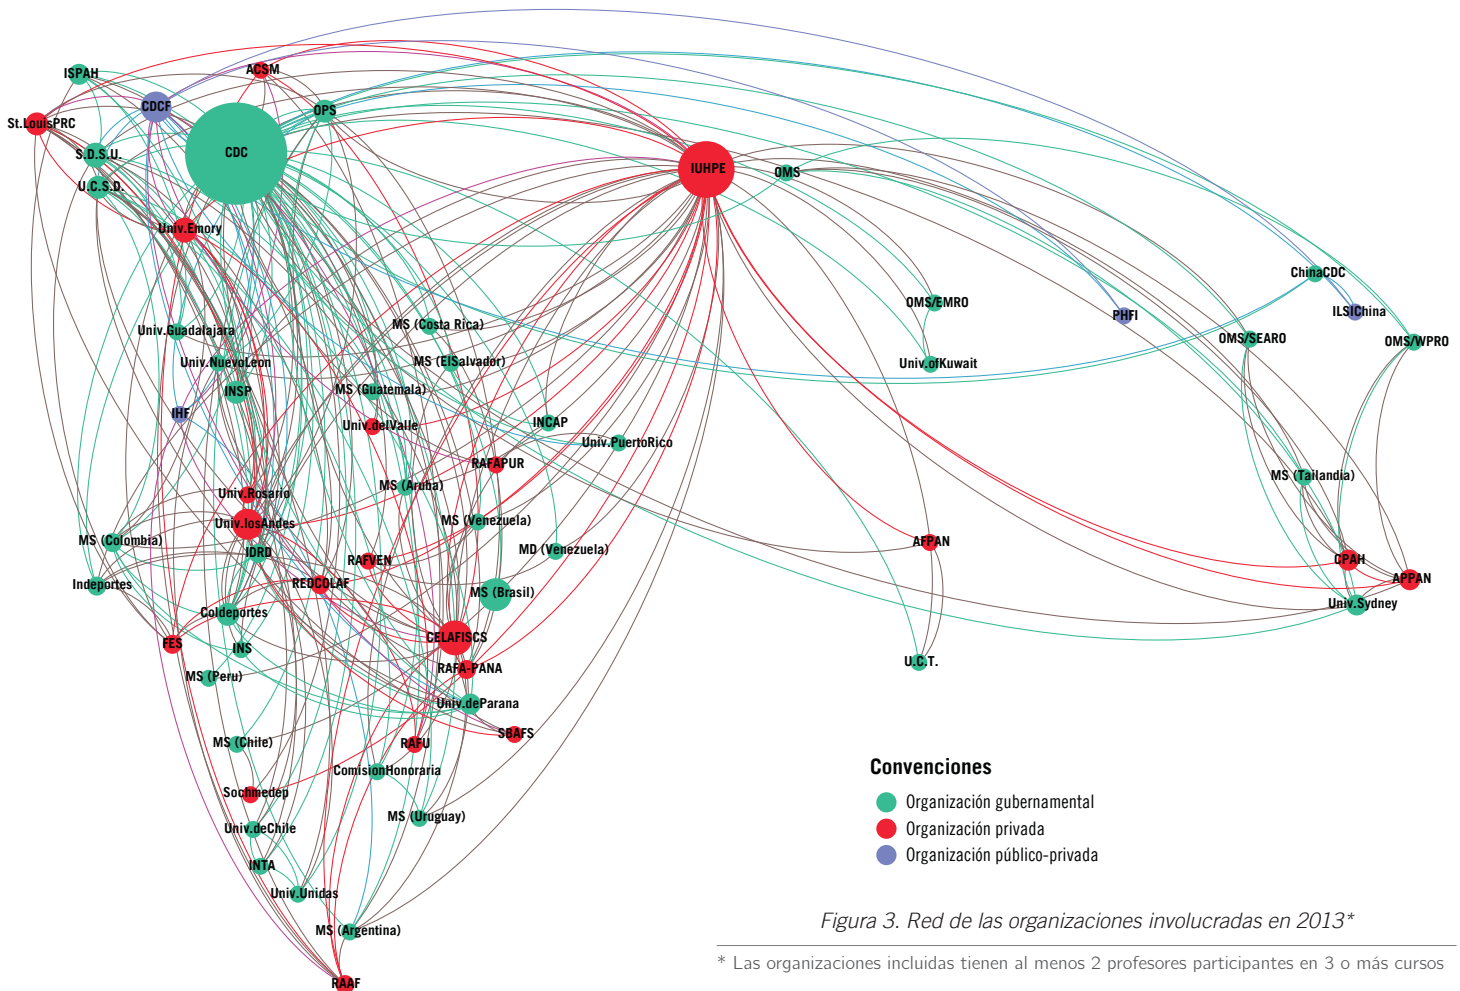 ISPAH
ACSM
CDCF
OPS
St.LouisPRC
S.D.S.U.
CDC
U.C.S.D.
IUHPE
OMS
Univ.Emory
ChinaCDC
OMS/EMRO
PHFI
ILSIChina
Univ.Guadalajara
MS (Costa Rica)
OMS/SEARO
OMS/WPRO
Univ.NuevoLeon
MS (ElSalvador)
Univ.ofKuwait
INSP
MS (Guatemala)
IHF
Univ.delValle
INCAP
Univ.PuertoRico
RAFAPUR
MS (Tailandia)
MS (Aruba)
Univ.Rosario
Univ.losAndes
MS (Venezuela)
MS (Colombia)
IDRD
MD (Venezuela)
AFPAN
RAFVEN
CPAH
Indeportes
REDCOLAF
APPAN
MS (Brasil)
Univ.Sydney
Coldeportes
FES
INS
CELAFISCS
RAFA-PANA
U.C.T.
MS (Peru)
Univ.deParana
SBAFS
MS (Chile)
RAFU
ComisionHonoraria
Sochmedep
MS (Uruguay)
Univ.deChile
INTA
Univ.Unidas
MS (Argentina)
RAAF
Convenciones
Organización gubernamental
Organización privada
Organización público-privada
Figura 3. Red de las organizaciones involucradas en 2013*
* Las organizaciones incluidas tienen al menos 2 profesores participantes en 3 o más cursos